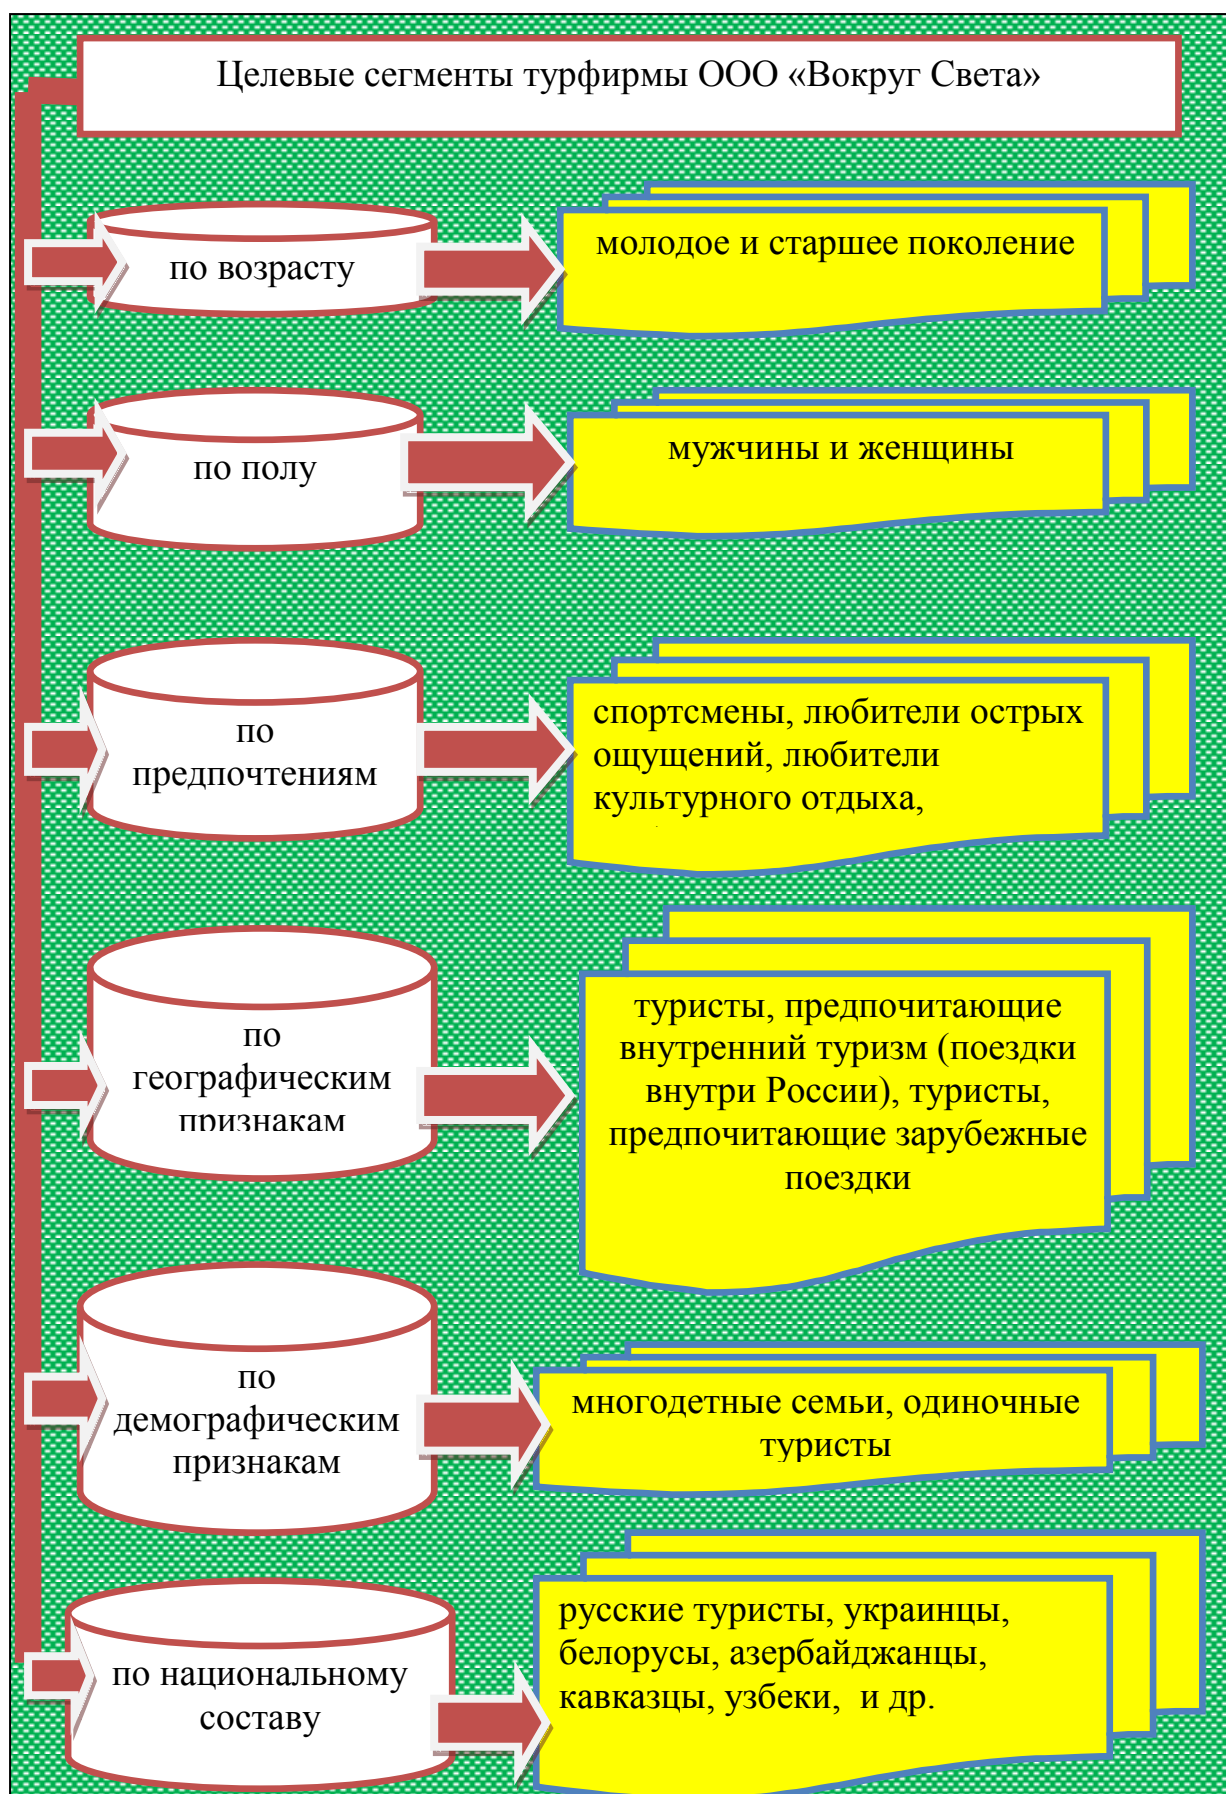 Целевые сегменты турфирмы ООО «Вокруг Света»
по возрасту
молодое и старшее поколение
по полу
мужчины и женщины
по
предпочтениям
спортсмены, любители острых
ощущений, любители
культурного отдыха,
по
географическим
признакам
туристы, предпочитающие
внутренний туризм (поездки
внутри России), туристы,
предпочитающие зарубежные
поездки
по
демографическим
признакам
многодетные семьи, одиночные
туристы
по национальному
составу
русские туристы, украинцы,
белорусы, азербайджанцы,
кавказцы, узбеки,  и др.